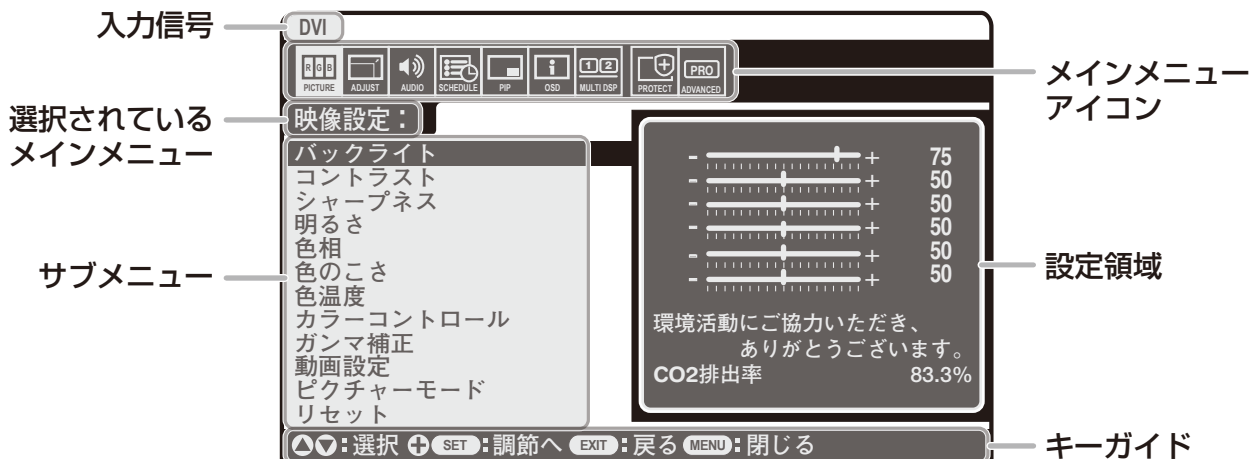 入力信号
DVI
RGB
PICTURE
ADJUST
AUDIO
SCHEDULE
PIP
i
OSD
1 2
MULTI DSP
PROTECT
PRO
ADVANCED
メインメニュー
アイコン
選択されている
メインメニュー
映像設定：
サブメニュー
バックライト
コントラスト
シャープネス
明るさ
色相
色のこさ
色温度
カラーコントロール
ガンマ補正
動画設定
ピクチャーモード
リセット
- + 75
- + 50
- + 50
- + 50
- + 50
- + 50
環境活動にご協力いただき、
ありがとうございます。
CO2排出率 83.3%
設定領域
：選択 SET：調節へ EXIT：戻る MENU：閉じる
キーガイド